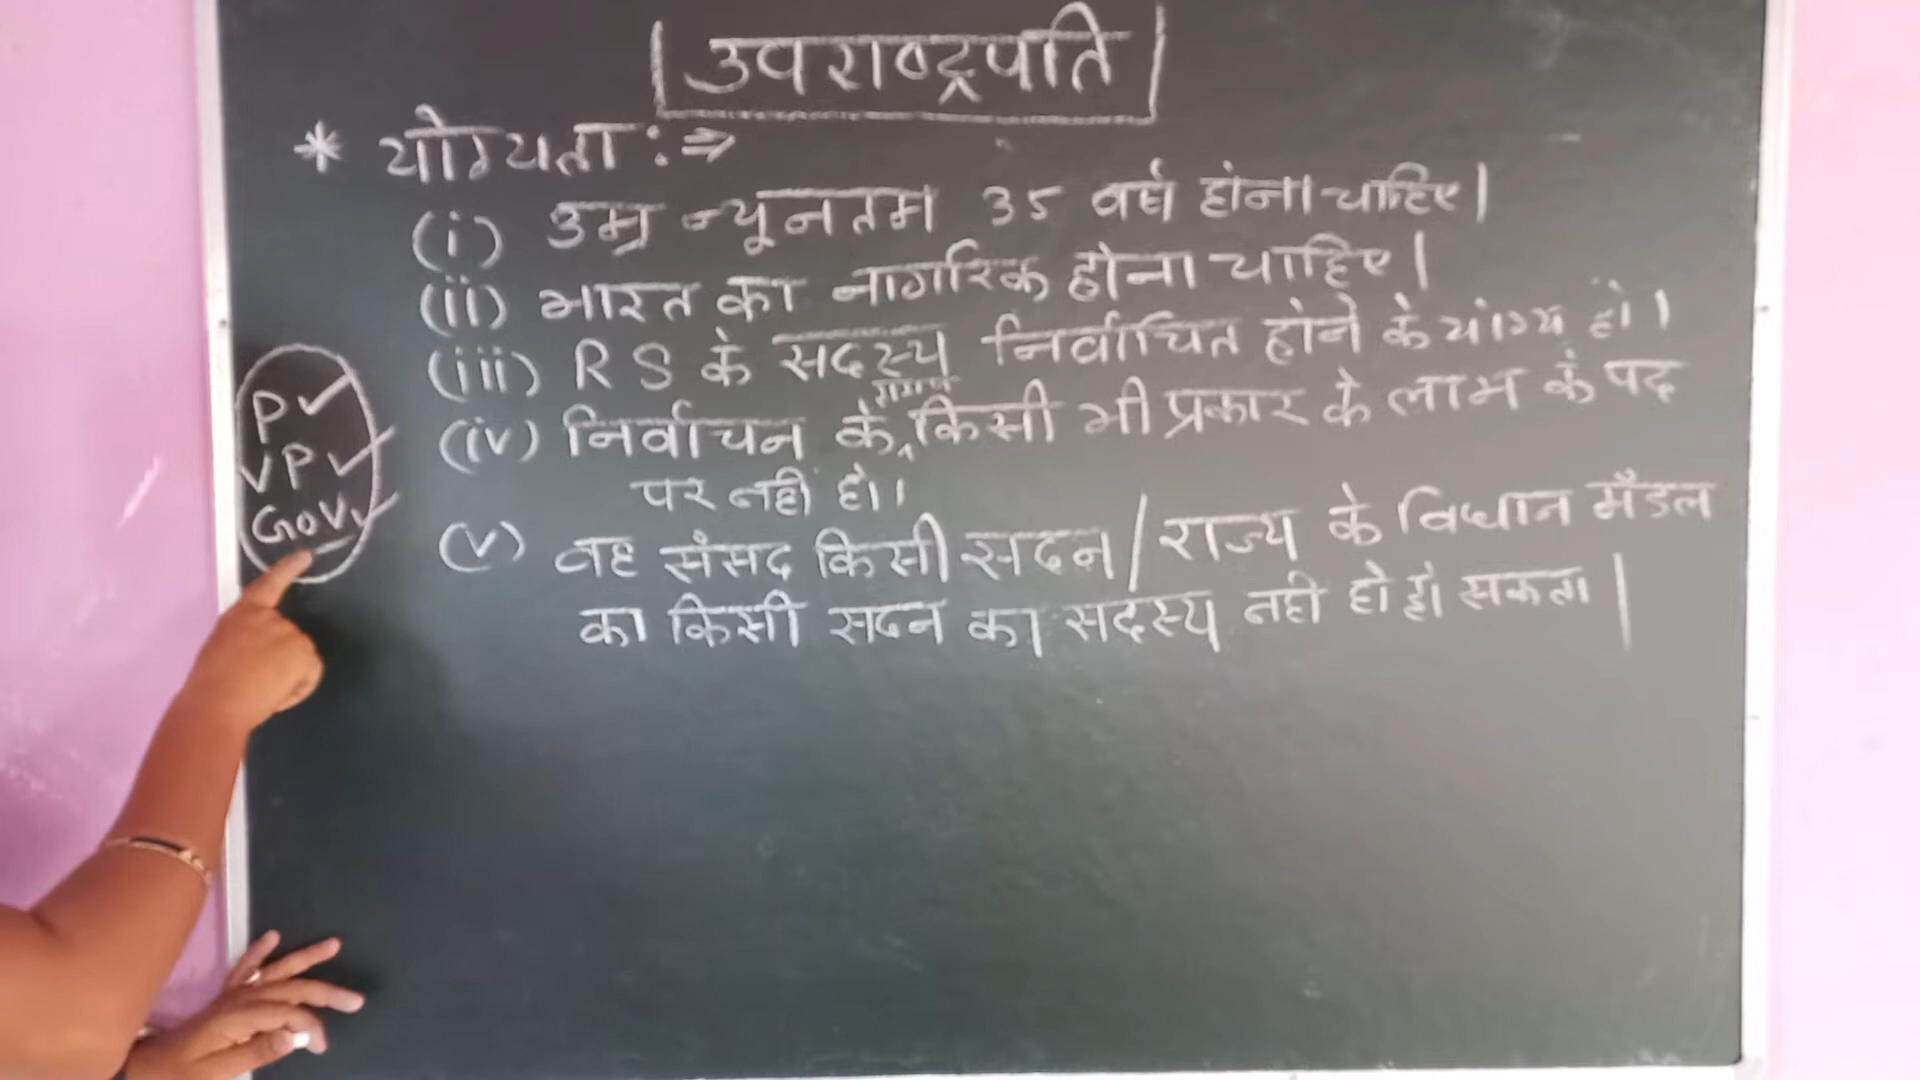 उपराष्ट्रपति
* योग्यता :⇒
(i) उम्र न्यूनतम 35 वर्ष होना चाहिए।
(ii) भारत का नागरिक होना चाहिए।
(iii) RS के सदस्य निर्वाचित होने के योग्य हो।
(iv) निर्वाचन के समय किसी भी प्रकार के लाभ के पद
पर नहीं हो।
(v) वह संसद किसी सदन / राज्य के विधान मंडल
का किसी सदन का सदस्य नही हो हो सकता |
P✓
VP✓
Gov✓